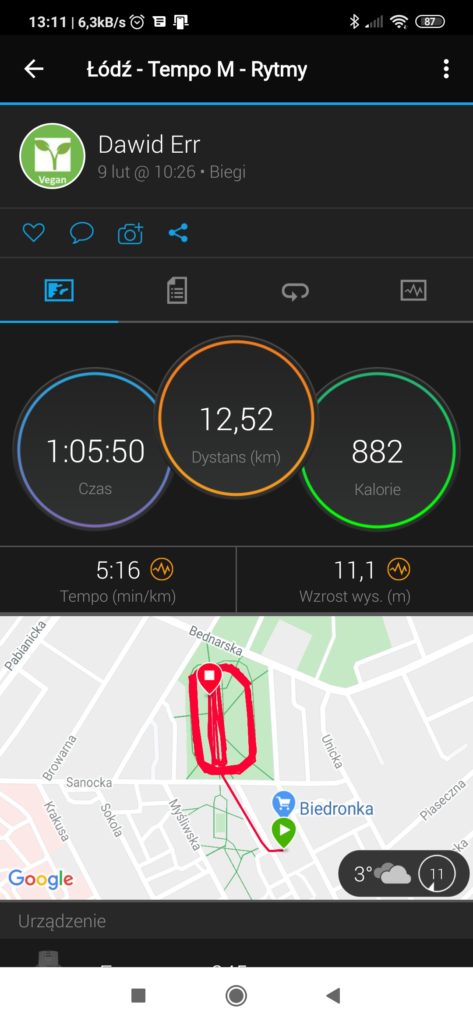 13:11 | 6,3kB/s
87
Łódź - Tempo M - Rytmy
Vegan
Dawid Err
9 lut @ 10:26 • Biegi
12,52
Dystans (km)
1:05:50
Czas
882
Kalorie
5:16
Tempo (min/km)
11,1
Wzrost wys. (m)
Pabianicka
Bednarska
Browarna
Unicka
Sanocka
Piaseczna
Krakusa
Sokola
Myśliwska
Biedronka
Google
3°
11
Urządzenie